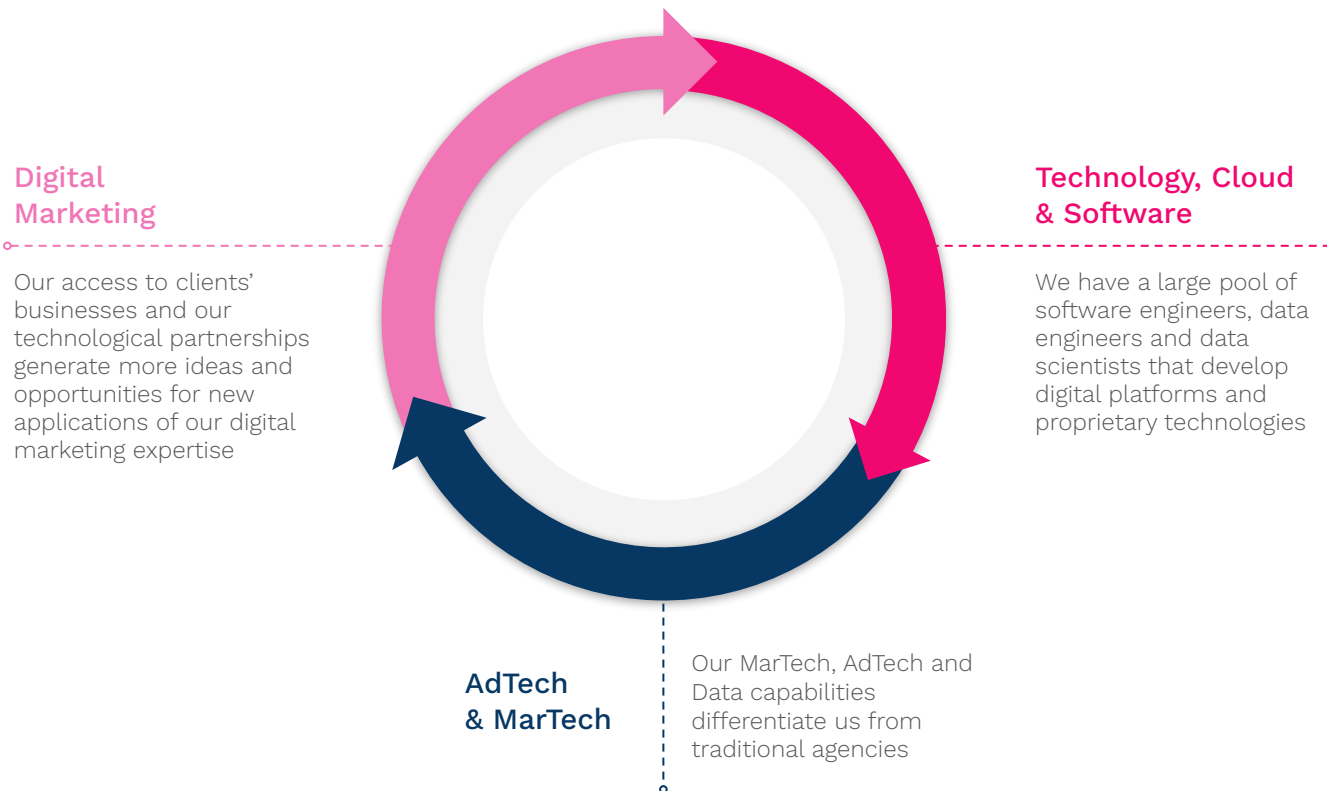 Digital
Marketing
Our access to clients’
businesses and our
technological partnerships
generate more ideas and
opportunities for new
applications of our digital
marketing expertise
Technology, Cloud
& Software
We have a large pool of
software engineers, data
engineers and data
scientists that develop
digital platforms and
proprietary technologies
AdTech
& MarTech
Our MarTech, AdTech and
Data capabilities
differentiate us from
traditional agencies